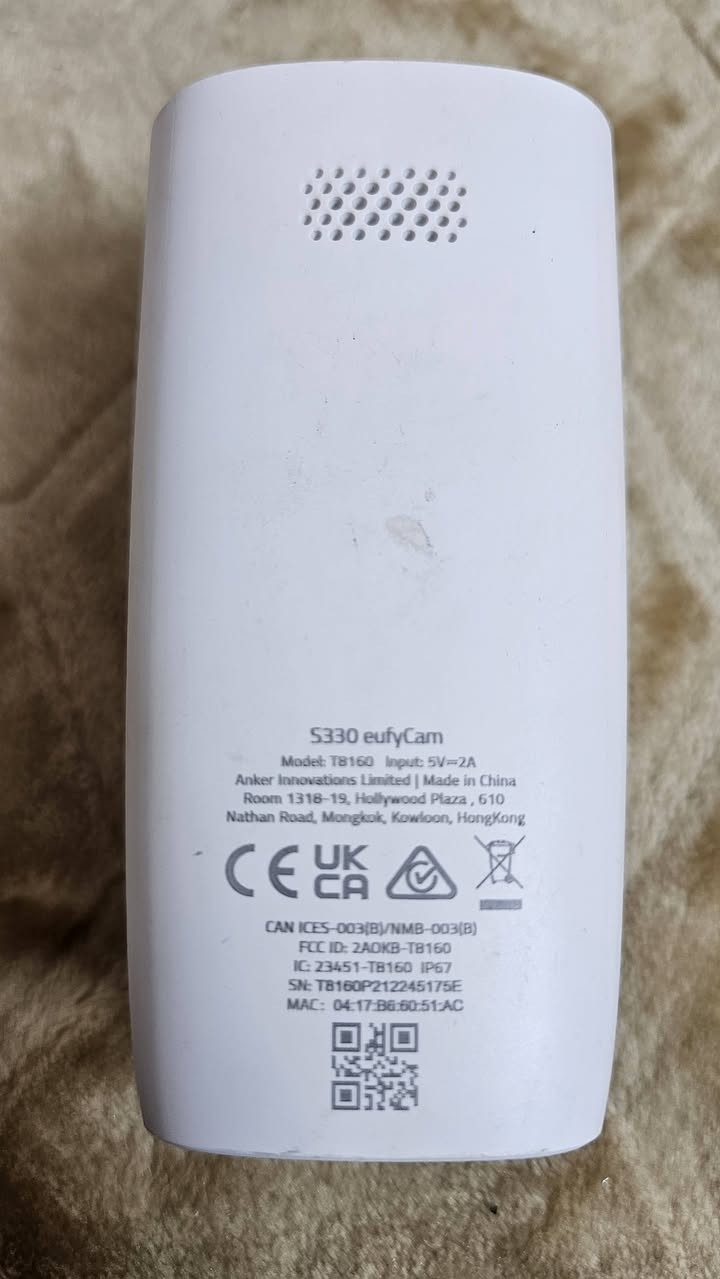 S330 eufyCam
Model: T8160 Input: 5V⎓2A
Anker Innovations Limited | Made in China
Room 1318-19, Hollywood Plaza , 610
Nathan Road, Mongkok, Kowloon, HongKong
CE UK CA
CAN ICES-003(B)/NMB-003(B)
FCC ID: 2AOKB-T8160
IC: 23451-T8160 IP67
SN: T8160P212245175E
MAC: 04:17:B6:60:51:AC